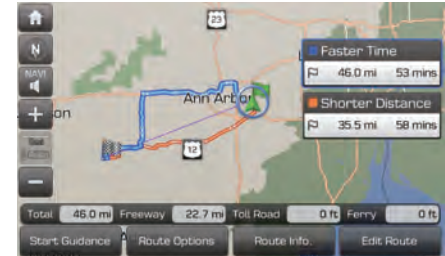 23
N
Faster Time
46.0 mi 53 mins
NAVI
Ann Arbor
Shorter Distance
35.5 mi 58 mins
on
12
Total 46.0 mi Freeway 22.7 mi Toll Road 0 ft Ferry 0 ft
Start Guidance Route Options Route Info. Edit Route